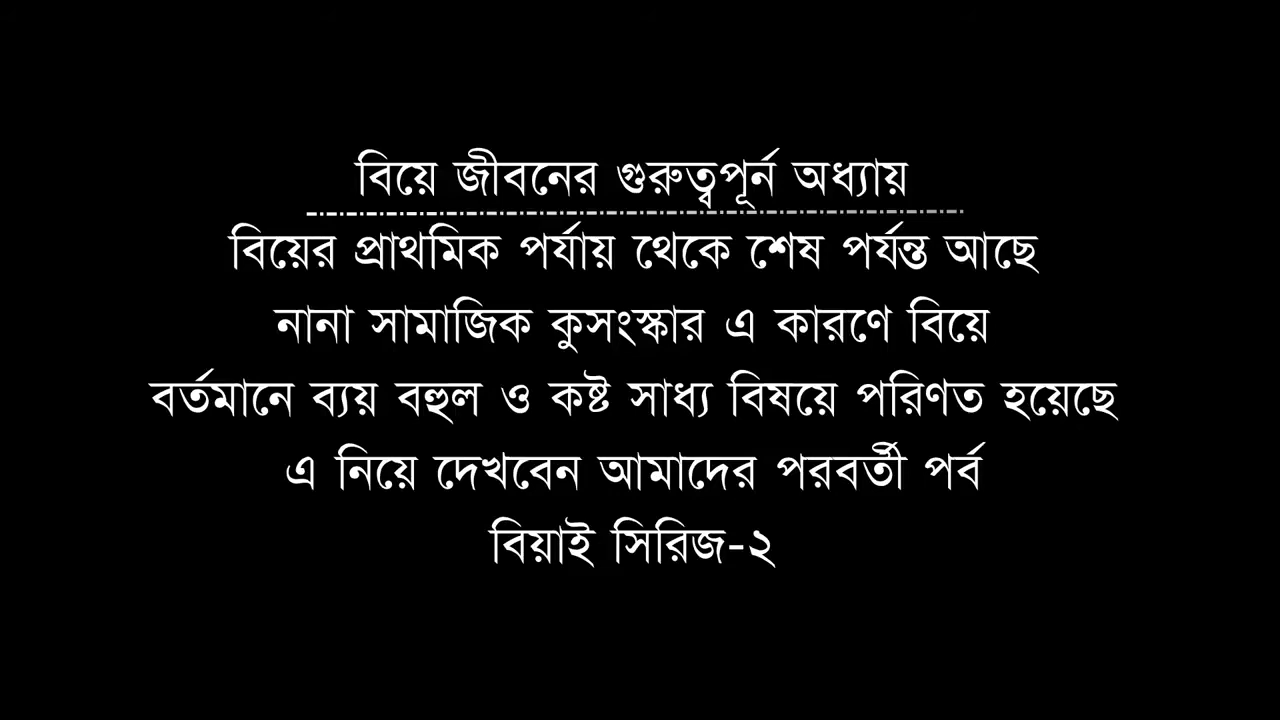 বিয়ে জীবনের গুরুত্বপূর্ন অধ্যায়
বিয়ের প্রাথমিক পর্যায় থেকে শেষ পর্যন্ত আছে
নানা সামাজিক কুসংস্কার এ কারণে বিয়ে
বর্তমানে ব্যয় বহুল ও কষ্ট সাধ্য বিষয়ে পরিণত হয়েছে
এ নিয়ে দেখবেন আমাদের পরবর্তী পর্ব
বিয়াই সিরিজ-২